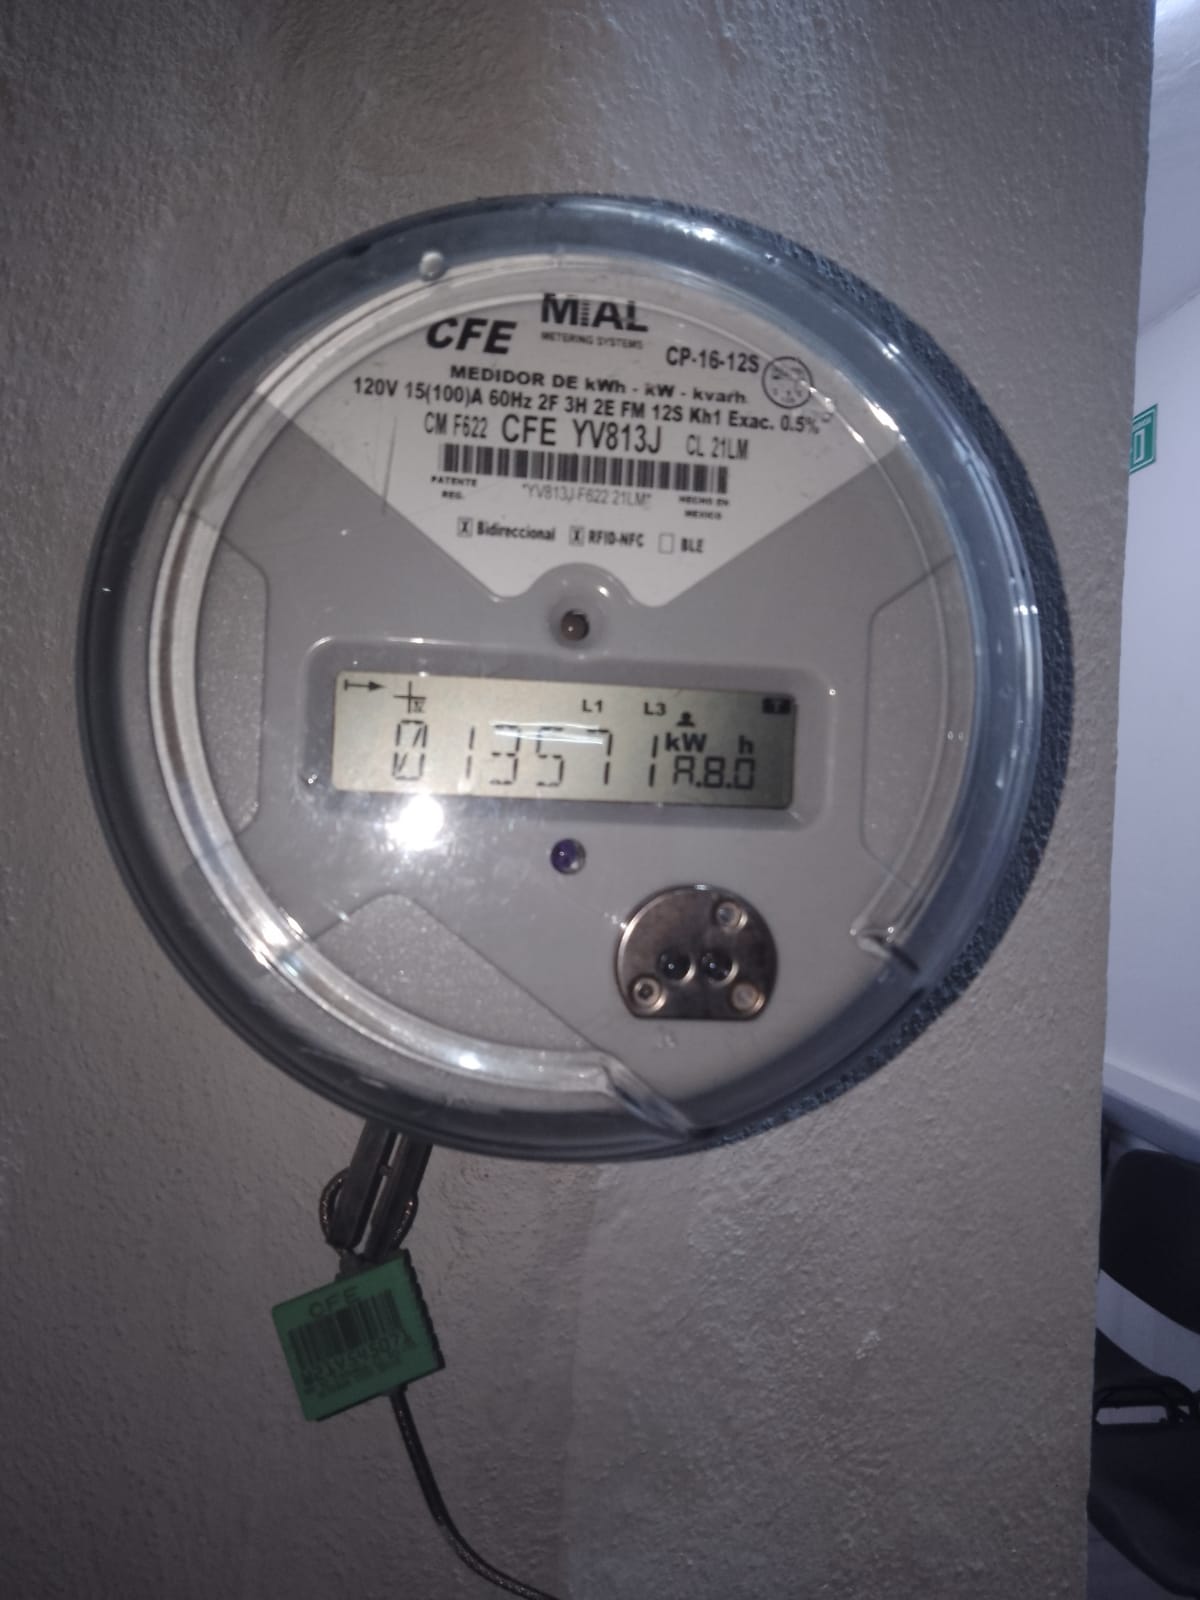 MIAL
METERING SYSTEMS
CFE
CP-16-12S
MEDIDOR DE kWh - kW - kvarh
120V 15(100)A 60Hz 2F 3H 2E FM 12S Kh1 Exac. 0.5%
CM F622 CFE YV813J CL 21LM
PATENTE REG.
*YV813J-F622 21LM*
HECHO EN MEXICO
X Bidireccional X RFID-NFC BLE
L1 L3 T
kW h
013571 A.8.0
CFE